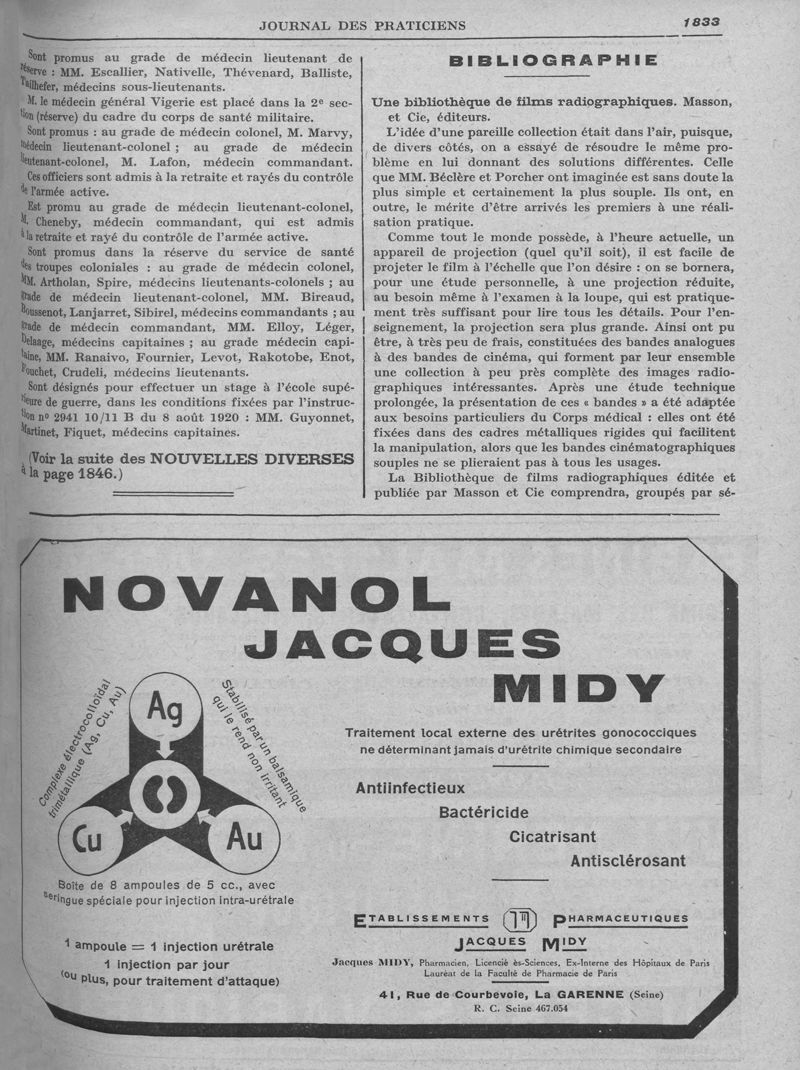 JOURNAL DES PRATICIENS
1833
Sont promus au grade de médecin lieutenant de
réserve : MM. Escallier, Nativelle, Thévenard, Balliste,
Tailhefer, médecins sous-lieutenants.
M. le médecin général Vigerie est placé dans la 2e sec-
tion (réserve) du cadre du corps de santé militaire.
Sont promus : au grade de médecin colonel, M. Marvy,
médecin lieutenant-colonel ; au grade de médecin
lieutenant-colonel, M. Lafon, médecin commandant.
Ces officiers sont admis à la retraite et rayés du contrôle
de l'armée active.
Est promu au grade de médecin lieutenant-colonel,
M. Cheneby, médecin commandant, qui est admis
à la retraite et rayé du contrôle de l'armée active.
Sont promus dans la réserve du service de santé
des troupes coloniales : au grade de médecin colonel,
MM. Artholan, Spire, médecins lieutenants-colonels ; au
grade de médecin lieutenant-colonel, MM. Bireaud,
Boussenot, Lanjarret, Sibirel, médecins commandants ; au
grade de médecin commandant, MM. Elloy, Léger,
Delaage, médecins capitaines ; au grade médecin capi-
taine, MM. Ranaivo, Fournier, Levot, Rakotobe, Enot,
Fouchet, Crudeli, médecins lieutenants.
Sont désignés pour effectuer un stage à l'école supé-
rieure de guerre, dans les conditions fixées par l'instruc-
tion no 2941 10/11 B du 8 août 1920 : MM. Guyonnet,
Martinet, Fiquet, médecins capitaines.
(Voir la suite des NOUVELLES DIVERSES
à la page 1846.)
BIBLIOGRAPHIE
Une bibliothèque de films radiographiques. Masson,
et Cie, éditeurs.
L'idée d'une pareille collection était dans l'air, puisque,
de divers côtés, on a essayé de résoudre le même pro-
blème en lui donnant des solutions différentes. Celle
que MM. Béclère et Porcher ont imaginée est sans doute la
plus simple et certainement la plus souple. Ils ont, en
outre, le mérite d'être arrivés les premiers à une réali-
sation pratique.
Comme tout le monde possède, à l'heure actuelle, un
appareil de projection (quel qu'il soit), il est facile de
projeter le film à l'échelle que l'on désire : on se bornera,
pour une étude personnelle, à une projection réduite,
au besoin même à l'examen à la loupe, qui est pratique-
ment très suffisant pour lire tous les détails. Pour l'en-
seignement, la projection sera plus grande. Ainsi ont pu
être, à très peu de frais, constituées des bandes analogues
à des bandes de cinéma, qui forment par leur ensemble
une collection à peu près complète des images radio-
graphiques intéressantes. Après une étude technique
prolongée, la présentation de ces « bandes » a été adaptée
aux besoins particuliers du Corps médical : elles ont été
fixées dans des cadres métalliques rigides qui facilitent
la manipulation, alors que les bandes cinématographiques
souples ne se plieraient pas à tous les usages.
La Bibliothèque de films radiographiques éditée et
publiée par Masson et Cie comprendra, groupés par sé-
NOVANOL
JACQUES
MIDY
Complexe électrocolloïdal
trimétallique (Ag, Cu, Au)
Stabilisé par un balsamique
qui le rend non irritant
Ag
Cu
Au
Boîte de 8 ampoules de 5 cc., avec
seringue spéciale pour injection intra-urétrale
1 ampoule = 1 injection urétrale
1 injection par jour
(ou plus, pour traitement d'attaque)
Traitement local externe des urétrites gonococciques
ne déterminant jamais d'urétrite chimique secondaire
Antiinfectieux
Bactéricide
Cicatrisant
Antisclérosant
ETABLISSEMENTS PHARMACEUTIQUES
JACQUES MIDY
Jacques MIDY, Pharmacien, Licencié ès-Sciences, Ex-Interne des Hôpitaux de Paris
Lauréat de la Faculté de Pharmacie de Paris
41, Rue de Courbevoie, La GARENNE (Seine)
R. C. Seine 467.054